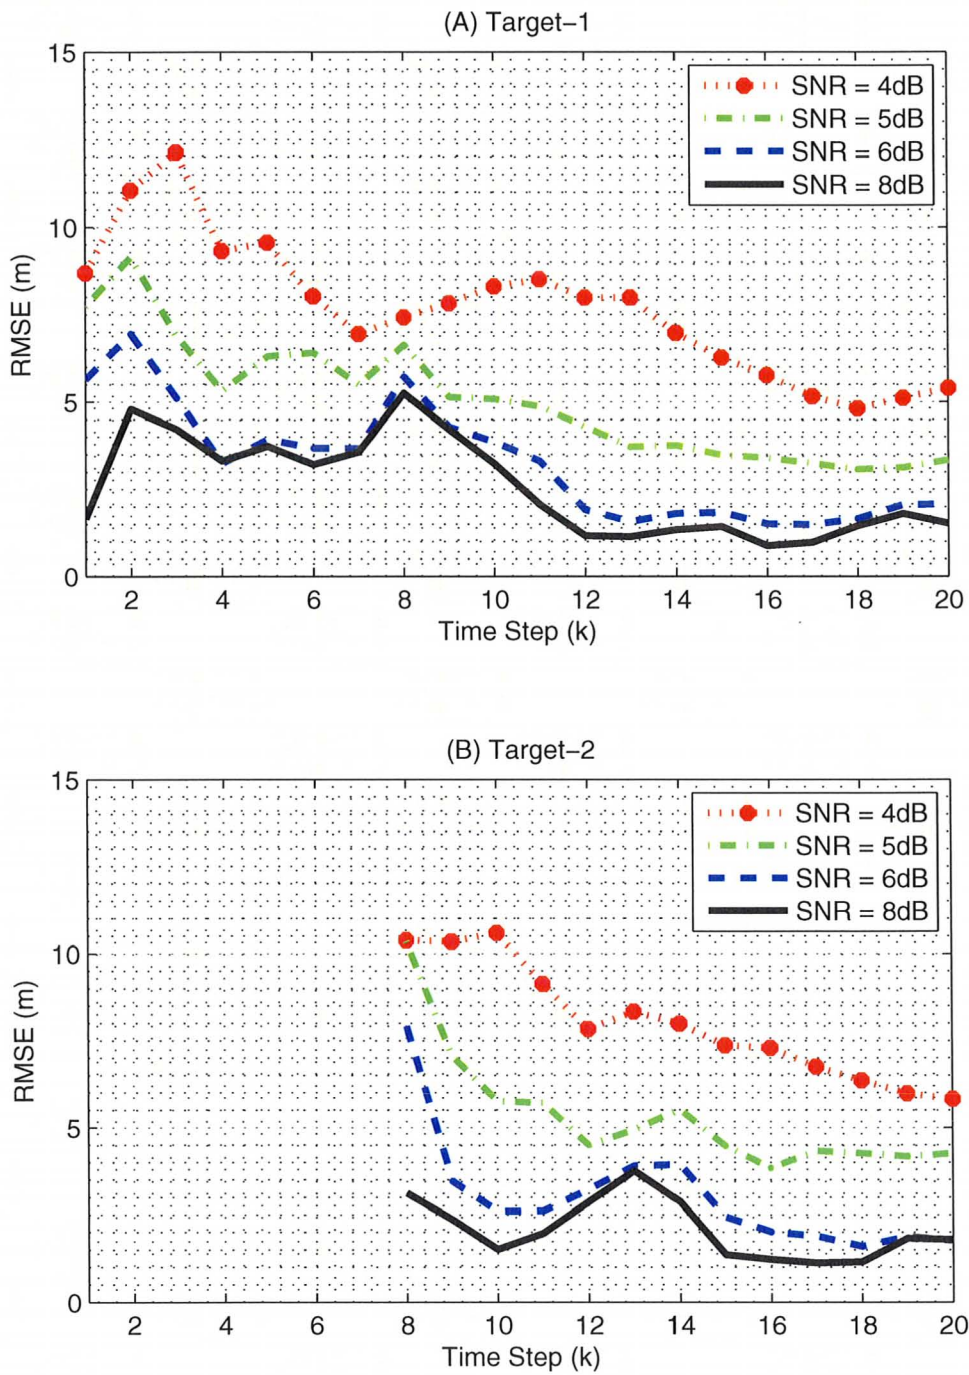 (A) Target–1
15
10
5
0
RMSE (m)
SNR = 4dB
SNR = 5dB
SNR = 6dB
SNR = 8dB
2 4 6 8 10 12 14 16 18 20
Time Step (k)
(B) Target–2
15
10
5
0
RMSE (m)
SNR = 4dB
SNR = 5dB
SNR = 6dB
SNR = 8dB
2 4 6 8 10 12 14 16 18 20
Time Step (k)